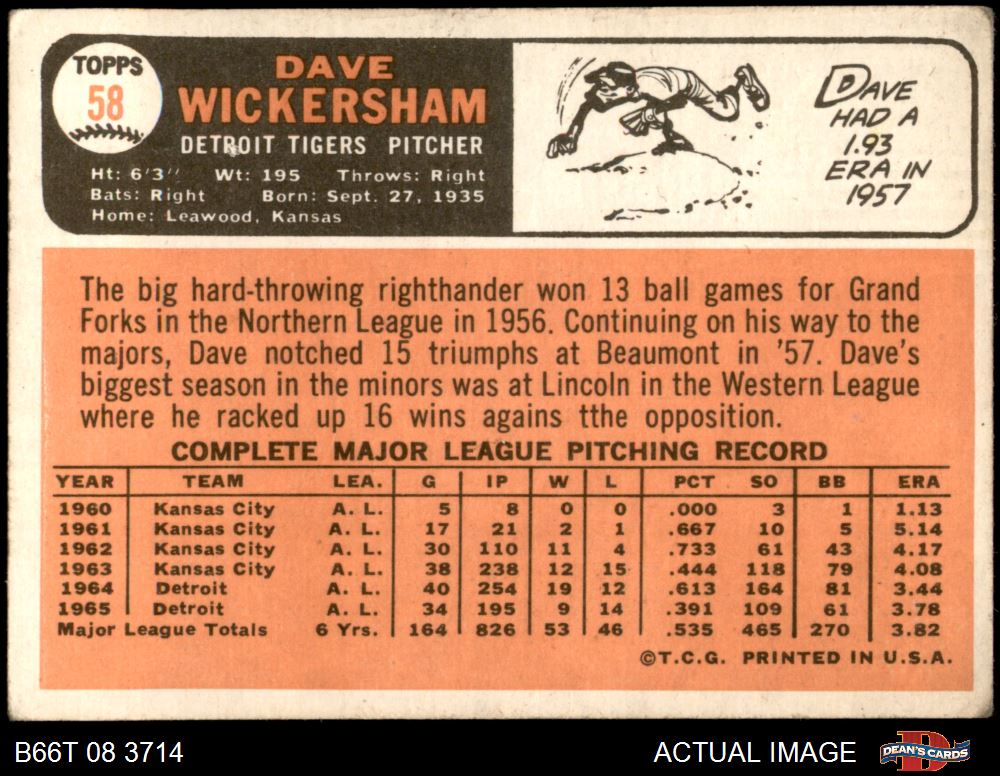 TOPPS
58
DAVE
WICKERSHAM
DETROIT TIGERS PITCHER
Ht: 6'3" Wt: 195 Throws: Right
Bats: Right Born: Sept. 27, 1935
Home: Leawood, Kansas
DAVE
HAD A
1.93
ERA IN
1957
The big hard-throwing righthander won 13 ball games for Grand
Forks in the Northern League in 1956. Continuing on his way to the
majors, Dave notched 15 triumphs at Beaumont in '57. Dave's
biggest season in the minors was at Lincoln in the Western League
where he racked up 16 wins agains tthe opposition.
COMPLETE MAJOR LEAGUE PITCHING RECORD
YEAR TEAM LEA. G IP W L PCT SO BB ERA
1960 Kansas City A. L. 5 8 0 0 .000 3 1 1.13
1961 Kansas City A. L. 17 21 2 1 .667 10 5 5.14
1962 Kansas City A. L. 30 110 11 4 .733 61 43 4.17
1963 Kansas City A. L. 38 238 12 15 .444 118 79 4.08
1964 Detroit A. L. 40 254 19 12 .613 164 81 3.44
1965 Detroit A. L. 34 195 9 14 .391 109 61 3.78
Major League Totals 6 Yrs. 164 826 53 46 .535 465 270 3.82
©T.C.G. PRINTED IN U.S.A.
B66T 08 3714 ACTUAL IMAGE DEAN'S CARDS